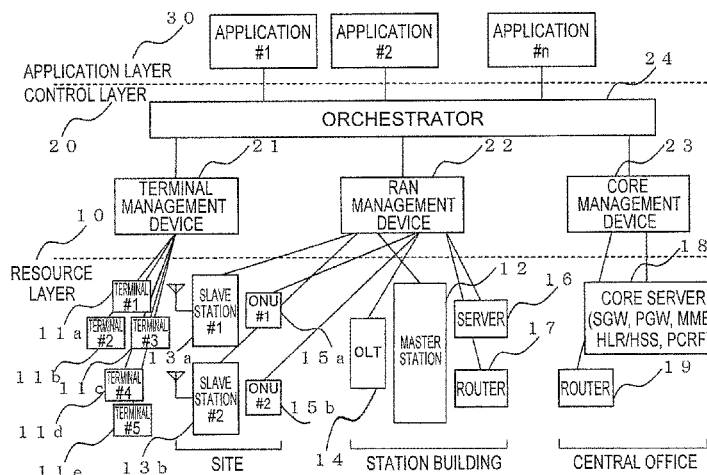 30
APPLICATION #1
APPLICATION #2
APPLICATION #n
APPLICATION LAYER
24
CONTROL LAYER
20
ORCHESTRATOR
21
22
23
TERMINAL MANAGEMENT DEVICE
RAN MANAGEMENT DEVICE
CORE MANAGEMENT DEVICE
10
RESOURCE LAYER
18
12
16
TERMINAL #1
11a
TERMINAL #2
TERMINAL #3
11b
11c
SLAVE STATION #1
13a
ONU #1
15a
OLT
MASTER STATION
SERVER
17
CORE SERVER
(SGW, PGW, MME
HLR/HSS, PCRF)
TERMINAL #4
11d
TERMINAL #5
11e
SLAVE STATION #2
13b
ONU #2
15b
14
ROUTER
ROUTER
19
SITE
STATION BUILDING
CENTRAL OFFICE